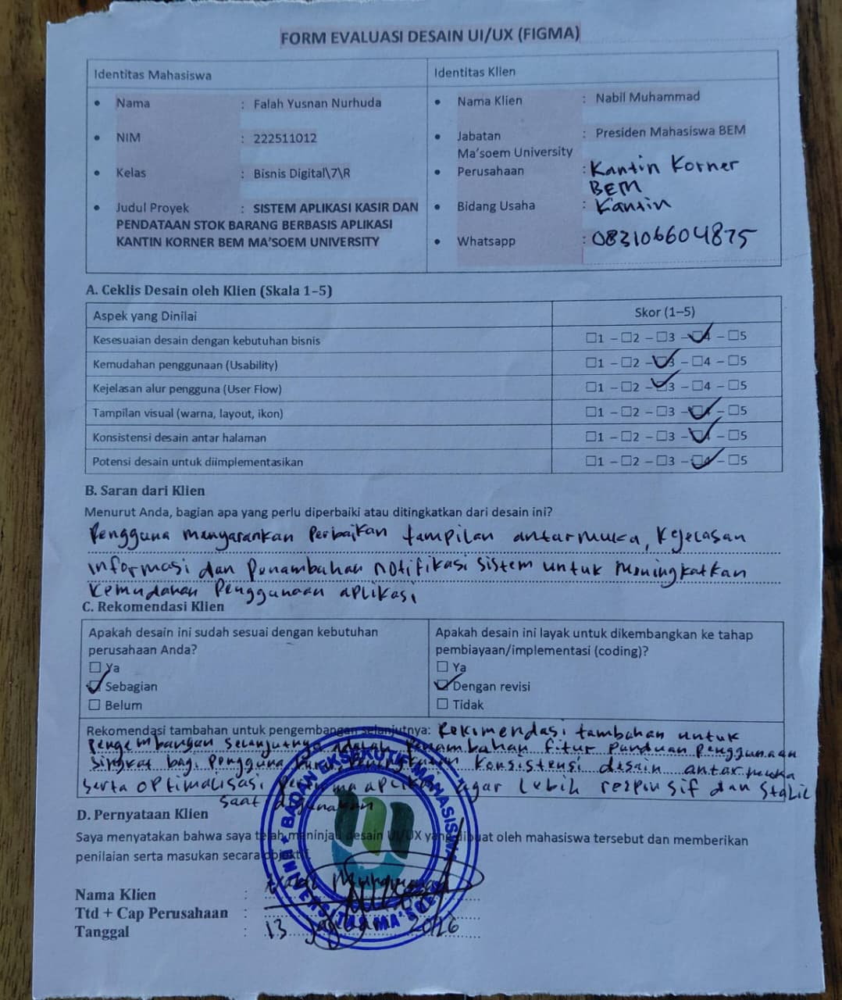 FORM EVALUASI DESAIN UI/UX (FIGMA)
Identitas Mahasiswa
• Nama : Falah Yusnan Nurhuda
• NIM : 222511012
• Kelas : Bisnis Digital\7\R
• Judul Proyek : SISTEM APLIKASI KASIR DAN
PENDATAAN STOK BARANG BERBASIS APLIKASI
KANTIN KORNER BEM MA'SOEM UNIVERSITY
Identitas Klien
• Nama Klien : Nabil Muhammad
• Jabatan : Presiden Mahasiswa BEM
Ma'soem University
• Perusahaan : Kantin Korner
BEM
• Bidang Usaha : Kantin
• Whatsapp : 083106604875
A. Ceklis Desain oleh Klien (Skala 1–5)
Aspek yang Dinilai Skor (1–5)
Kesesuaian desain dengan kebutuhan bisnis ☐1 – ☐2 – ☐3 – ☑4 – ☐5
Kemudahan penggunaan (Usability) ☐1 – ☐2 – ☑3 – ☐4 – ☐5
Kejelasan alur pengguna (User Flow) ☐1 – ☐2 – ☑3 – ☐4 – ☐5
Tampilan visual (warna, layout, ikon) ☐1 – ☐2 – ☐3 – ☑4 – ☐5
Konsistensi desain antar halaman ☐1 – ☐2 – ☐3 – ☑4 – ☐5
Potensi desain untuk diimplementasikan ☐1 – ☐2 – ☐3 – ☑4 – ☐5
B. Saran dari Klien
Menurut Anda, bagian apa yang perlu diperbaiki atau ditingkatkan dari desain ini?
Pengguna menyarankan Perbaikan tampilan antarmuka, Kejelasan
informasi dan Penambahan notifikasi sistem untuk Meningkatkan
Kemudahan Penggunaan aplikasi
C. Rekomendasi Klien
Apakah desain ini sudah sesuai dengan kebutuhan
perusahaan Anda?
☐ Ya
☑ Sebagian
☐ Belum
Apakah desain ini layak untuk dikembangkan ke tahap
pembiayaan/implementasi (coding)?
☐ Ya
☑ Dengan revisi
☐ Tidak
Rekomendasi tambahan untuk pengembangan selanjutnya: Rekimendasi tambahan untuk
Pengembangan Selanjutnya adalah Penambahan fitur Panduan Penggunaan
Singkat bagi Pengguna Konsistensi desain antarmuka
Serta OPtimalisasi aplikasi agar Lebih respinsif dan Stabil
saat digunakan
D. Pernyataan Klien
Saya menyatakan bahwa saya telah meninjau desain UI/UX yang dibuat oleh mahasiswa tersebut dan memberikan
penilaian serta masukan secara objektif.
Nama Klien :
Ttd + Cap Perusahaan :
Tanggal : 13 2026
BADAN EKSEKUTIF MAHASISWA
UNIVERSITAS MA'SOEM